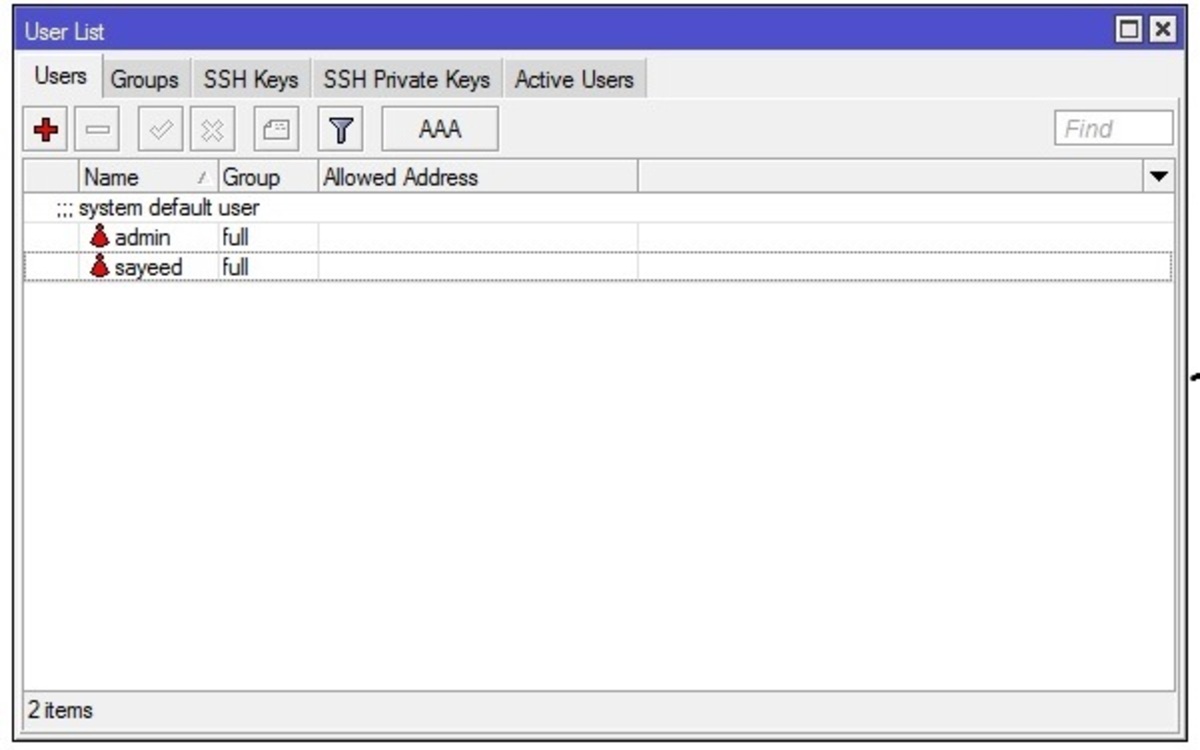 User List
Users Groups SSH Keys SSH Private Keys Active Users
AAA Find
Name Group Allowed Address
;;; system default user
admin full
sayeed full
2 items